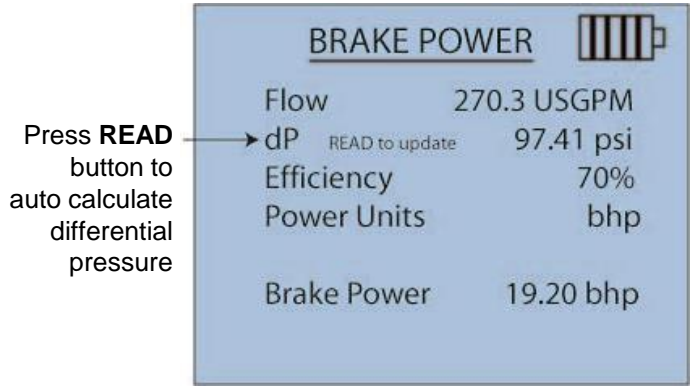 BRAKE POWER
Flow 270.3 USGPM
Press READ
button to
auto calculate
differential
pressure
dP READ to update 97.41 psi
Efficiency 70%
Power Units bhp
Brake Power 19.20 bhp